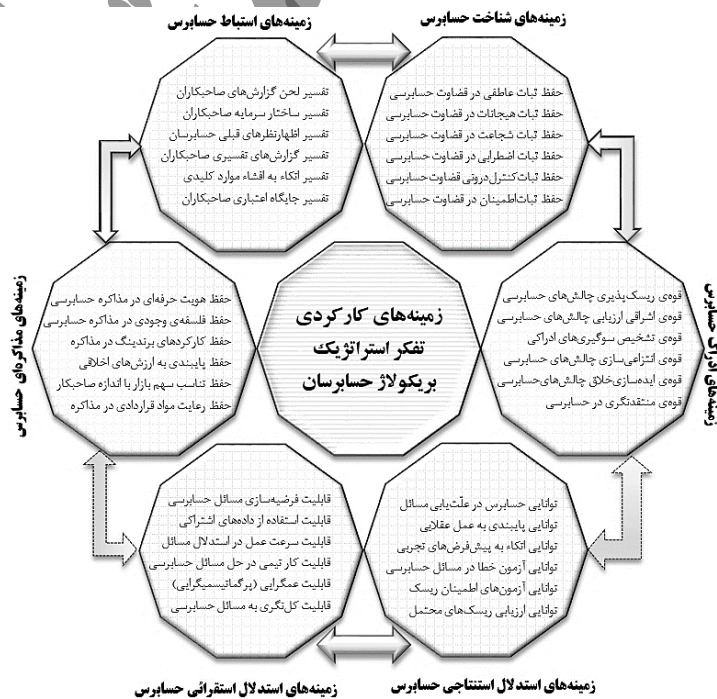 زمینه‌های شناخت حسابرس
حفظ ثبات عاطفی در قضاوت حسابرسی
حفظ ثبات هیجانات در قضاوت حسابرسی
حفظ ثبات شجاعت در قضاوت حسابرسی
حفظ ثبات اضطرابی در قضاوت حسابرسی
حفظ ثبات‌کنترل‌درونی قضاوت حسابرسی
حفظ ثبات‌اطمینان در قضاوت حسابرسی
زمینه‌های استباط حسابرس
تفسیر لحن گزارش‌های صاحبکاران
تفسیر ساختار سرمایه صاحبکاران
تفسیر اظهارنظرهای قبلی حسابرسان
تفسیر گزارش‌های تفسیری صاحبکاران
تفسیر اتکاء به افشاء موارد کلیدی
تفسیر جایگاه اعتباری صاحبکاران
زمینه‌های ادراک حسابرس
قوه‌ی ریسک‌پذیری چالش‌های حسابرسی
قوه‌ی اشراقی ارزیابی چالش‌های حسابرسی
قوه‌ی تشخیص سوگیری‌های ادراکی
قوه‌ی انتزاعی‌سازی چالش‌های حسابرسی
قوه‌ی ایده‌سازی‌خلاق چالش‌های‌حسابرسی
قوه‌ی منتقدنگری در حسابرسی
زمینه‌های کارکردی
تفکر استراتژیک
بریکولاژ حسابرسان
زمینه‌های مذاکره‌ای حسابرس
حفظ هویت حرفه‌ای در مذاکره حسابرسی
حفظ فلسفه‌ی وجودی در مذاکره حسابرسی
حفظ کارکردهای برندینگ در مذاکره
حفظ پایبندی به ارزش‌های اخلاقی
حفظ تناسب سهم بازار با اندازه صاحبکار
حفظ رعایت مواد قراردادی در مذاکره
توانایی حسابرس در علّت‌یابی مسائل
توانایی پایبندی به عمل عقلایی
توانایی اتکاء به پیش‌فرض‌های تجربی
توانایی آزمون خطا در مسائل حسابرسی
توانایی آزمون‌های اطمینان ریسک
توانایی ارزیابی ریسک‌های محتمل
زمینه‌های استدلال استنتاجی حسابرس
قابلیت فرضیه‌سازی مسائل حسابرسی
قابلیت استفاده از داده‌های اشتراکی
قابلیت سرعت عمل در استدلال مسائل
قابلیت کار تیمی در حل مسائل حسابرسی
قابلیت عمگرایی (پرگماتیسمیگرایی)
قابلیت کل‌نگری به مسائل حسابرسی
زمینه‌های استدلال استقرائی حسابرس